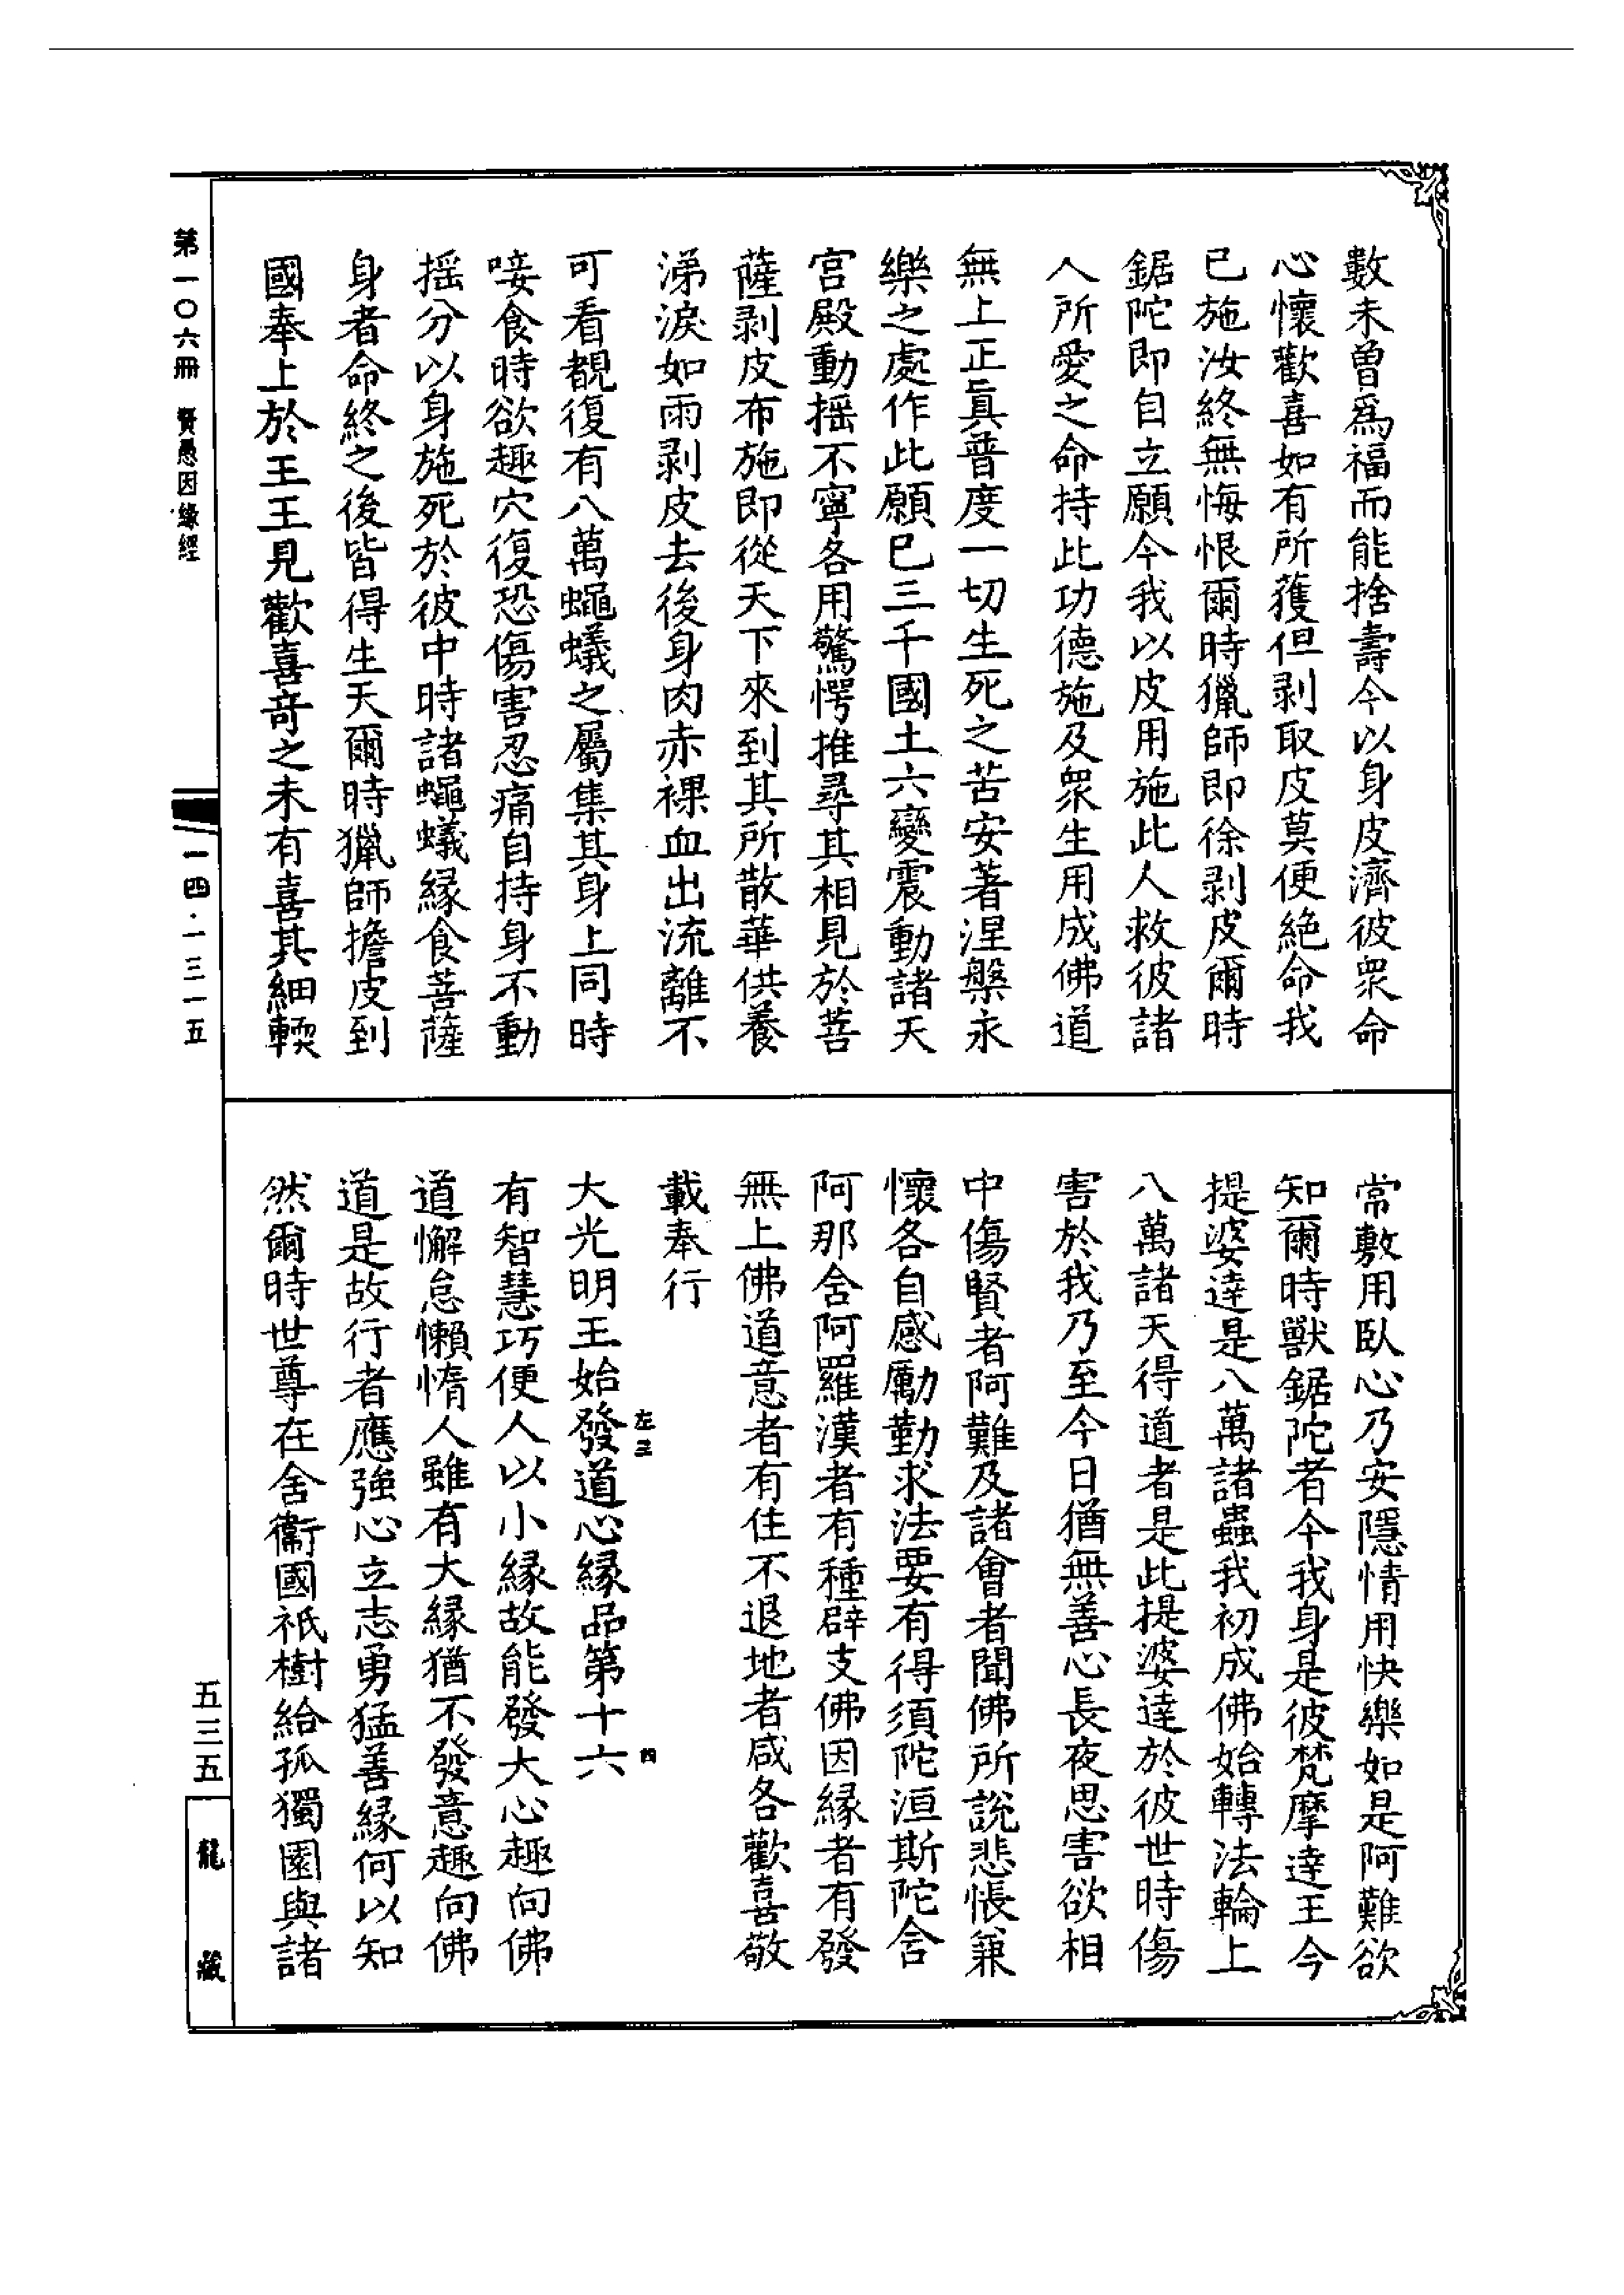 數未曾爲福而能捨壽今以身皮濟彼衆命
心懷歡喜如有所獲但剥取皮莫便絶命我
已施汝終無悔恨爾時獵師即徐剥皮爾時
鋸陀即自立願今我以皮用施此人救彼諸
人所愛之命持此功德施及衆生用成佛道
無上正真普度一切生死之苦安著涅槃永
樂之處作此願已三千國土六變震動諸天
宫殿動摇不寧各用驚愕推尋其相見於菩
薩剥皮布施即從天下來到其所散華供養
涕淚如雨剥皮去後身肉赤裸血出流離不
可看覩復有八萬蠅蟻之屬集其身上同時
唼食時欲趣穴復恐傷害忍痛自持身不動
摇分以身施死於彼中時諸蠅蟻緣食菩薩
身者命終之後皆得生天爾時獵師擔皮到
國奉上於王王見歡喜奇之未有喜其細輭
常敷用臥心乃安隱情用快樂如是阿難欲
知爾時獸鋸陀者今我身是彼梵摩達王今
提婆達是八萬諸蟲我初成佛始轉法輪上
八萬諸天得道者是此提婆達於彼世時傷
害於我乃至今日猶無善心長夜思害欲相
中傷賢者阿難及諸會者聞佛所說悲悵兼
懷各自感勵勤求法要有得須陀洹斯陀含
阿那含阿羅漢者有種辟支佛因緣者有發
無上佛道意者有住不退地者咸各歡喜敬
載奉行
大光明王始發道心緣品第十六
左三
四
有智慧巧便人以小緣故能發大心趣向佛
道懈怠懶惰人雖有大緣猶不發意趣向佛
道是故行者應強心立志勇猛善緣何以知
然爾時世尊在舍衞國祇樹給孤獨園與諸
第一〇六冊 賢愚因緣經
一四·一三一五
五三五
龍藏